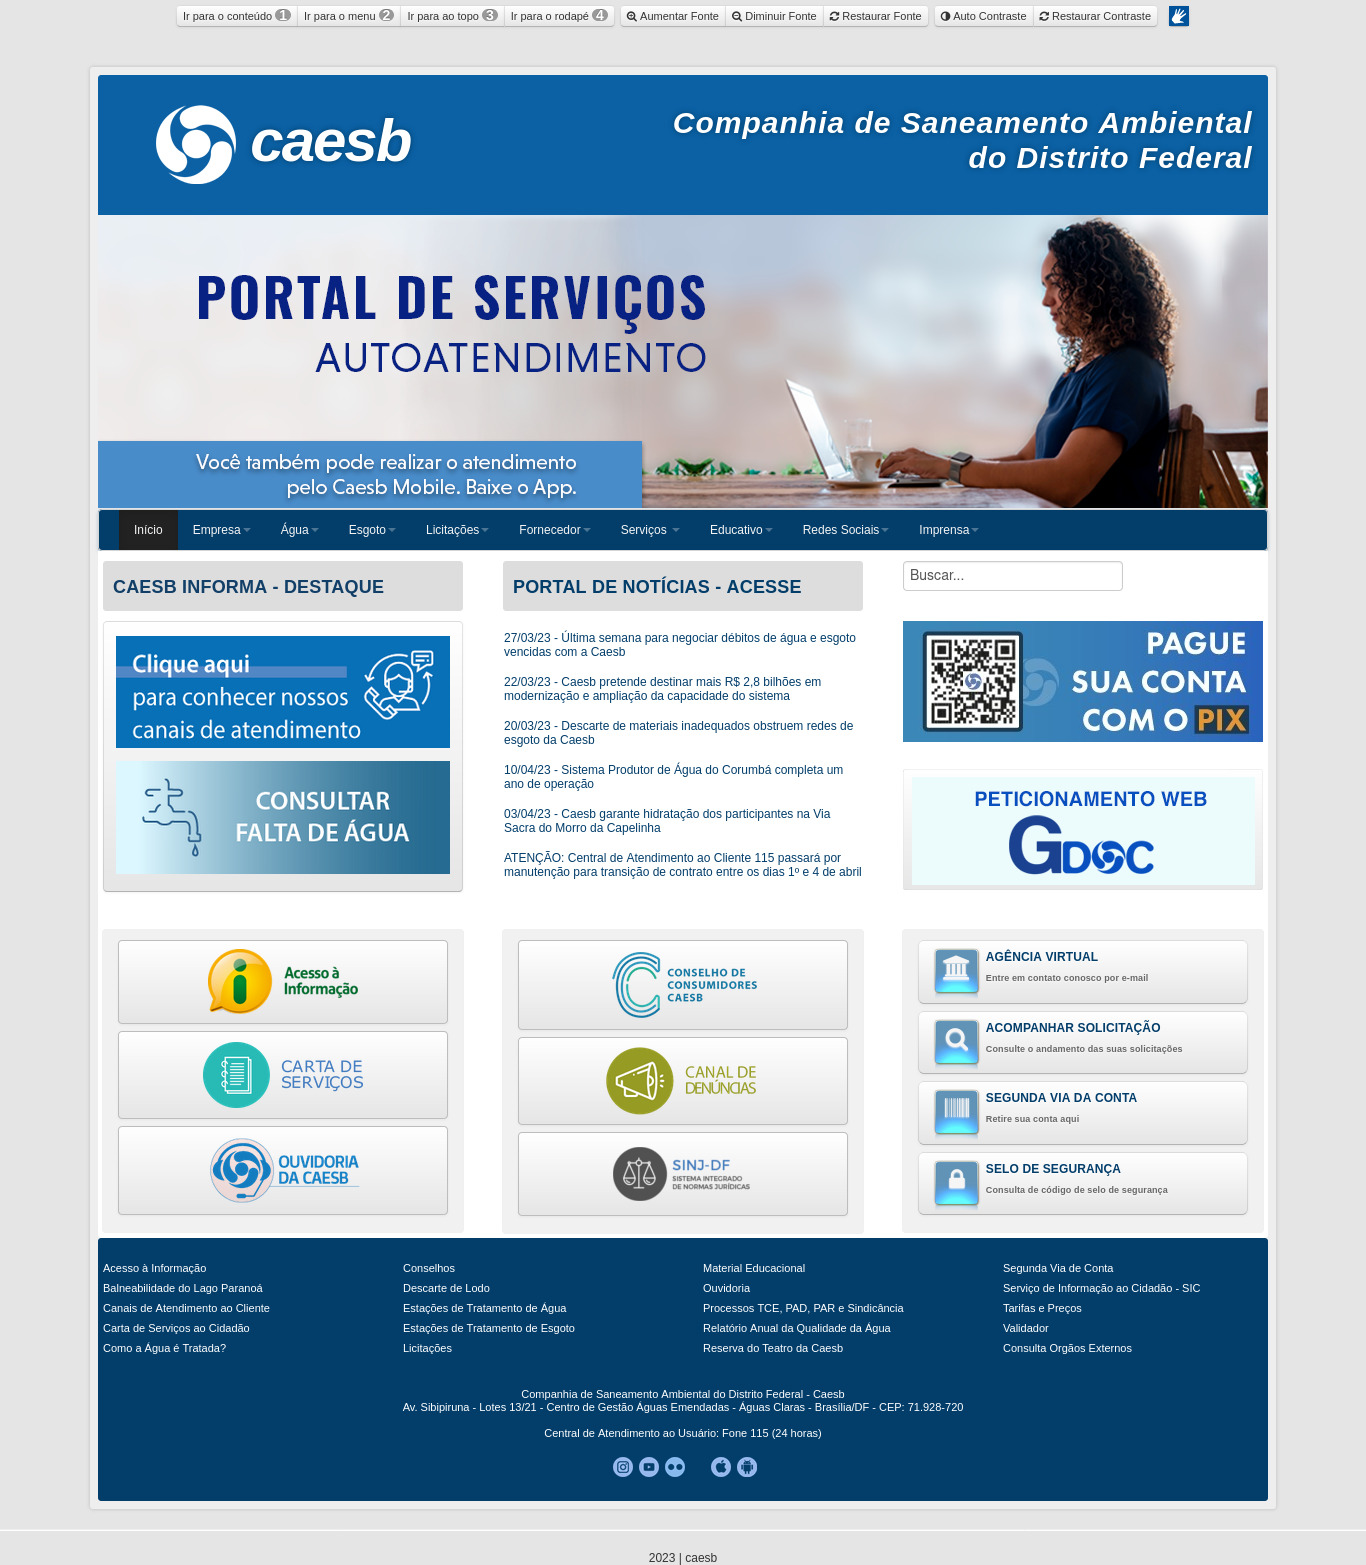 Ir para o conteúdo 1 Ir para o menu 2 Ir para ao topo 3 Ir para o rodapé 4 Aumentar Fonte Diminuir Fonte Restaurar Fonte Auto Contraste Restaurar Contraste
caesb
Companhia de Saneamento Ambiental
do Distrito Federal
PORTAL DE SERVIÇOS
AUTOATENDIMENTO
Você também pode realizar o atendimento
pelo Caesb Mobile. Baixe o App.
Início Empresa Água Esgoto Licitações Fornecedor Serviços Educativo Redes Sociais Imprensa
CAESB INFORMA - DESTAQUE
Clique aqui
para conhecer nossos
canais de atendimento
CONSULTAR
FALTA DE ÁGUA
PORTAL DE NOTÍCIAS - ACESSE
27/03/23 - Última semana para negociar débitos de água e esgoto
vencidas com a Caesb
22/03/23 - Caesb pretende destinar mais R$ 2,8 bilhões em
modernização e ampliação da capacidade do sistema
20/03/23 - Descarte de materiais inadequados obstruem redes de
esgoto da Caesb
10/04/23 - Sistema Produtor de Água do Corumbá completa um
ano de operação
03/04/23 - Caesb garante hidratação dos participantes na Via
Sacra do Morro da Capelinha
ATENÇÃO: Central de Atendimento ao Cliente 115 passará por
manutenção para transição de contrato entre os dias 1º e 4 de abril
Buscar...
PAGUE
SUA CONTA
COM O PIX
PETICIONAMENTO WEB
GDOC
Acesso à
Informação
CARTA DE
SERVIÇOS
OUVIDORIA
DA CAESB
CONSELHO DE
CONSUMIDORES
CAESB
CANAL DE
DENÚNCIAS
SINJ-DF
SISTEMA INTEGRADO
DE NORMAS JURÍDICAS
AGÊNCIA VIRTUAL
Entre em contato conosco por e-mail
ACOMPANHAR SOLICITAÇÃO
Consulte o andamento das suas solicitações
SEGUNDA VIA DA CONTA
Retire sua conta aqui
SELO DE SEGURANÇA
Consulta de código de selo de segurança
Acesso à Informação
Balneabilidade do Lago Paranoá
Canais de Atendimento ao Cliente
Carta de Serviços ao Cidadão
Como a Água é Tratada?
Conselhos
Descarte de Lodo
Estações de Tratamento de Água
Estações de Tratamento de Esgoto
Licitações
Material Educacional
Ouvidoria
Processos TCE, PAD, PAR e Sindicância
Relatório Anual da Qualidade da Água
Reserva do Teatro da Caesb
Segunda Via de Conta
Serviço de Informação ao Cidadão - SIC
Tarifas e Preços
Validador
Consulta Orgãos Externos
Companhia de Saneamento Ambiental do Distrito Federal - Caesb
Av. Sibipiruna - Lotes 13/21 - Centro de Gestão Águas Emendadas - Águas Claras - Brasília/DF - CEP: 71.928-720
Central de Atendimento ao Usuário: Fone 115 (24 horas)
2023 | caesb